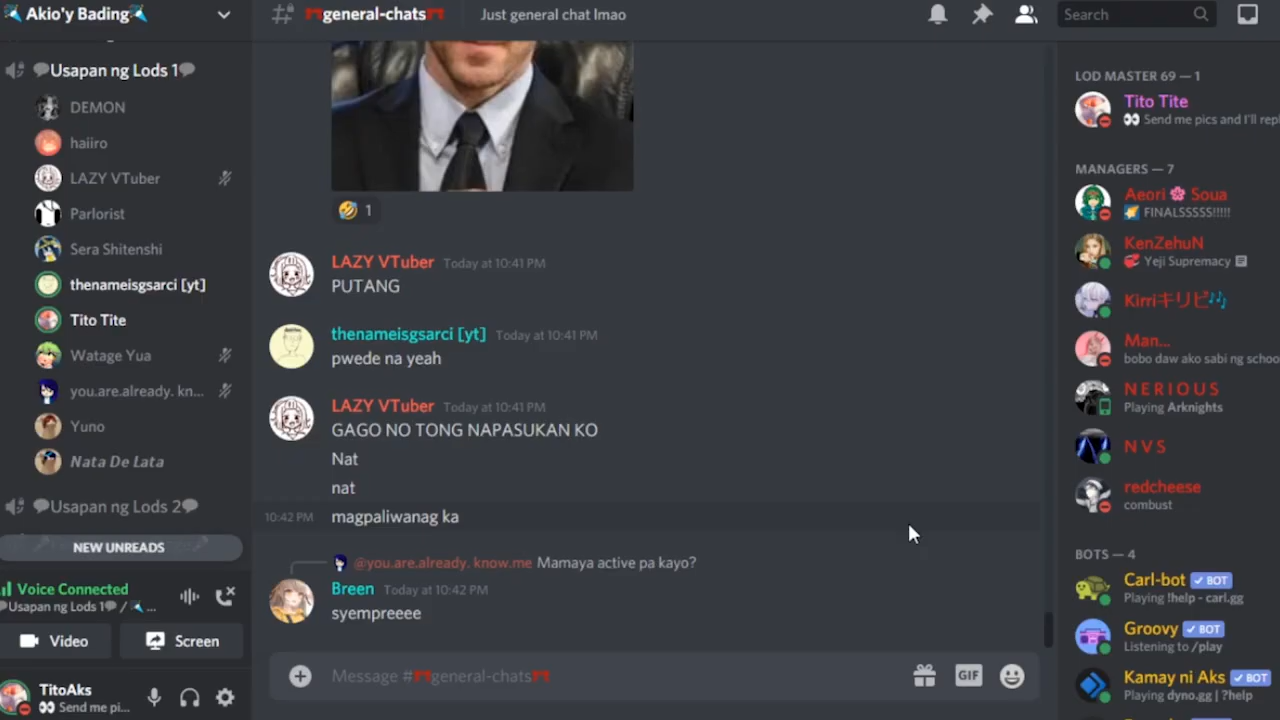 Akio'y Bading
general-chats
Just general chat lmao
Search
Usapan ng Lods 1
DEMON
haiiro
LAZY VTuber
Parlorist
Sera Shitenshi
thenameisgsarci [yt]
Tito Tite
Watage Yua
you.are.already. kn...
Yuno
Nata De Lata
Usapan ng Lods 2
NEW UNREADS
Voice Connected
Usapan ng Lods 1 / ...
Video
Screen
TitoAks
Send me pi...
1
LAZY VTuber Today at 10:41 PM
PUTANG
thenameisgsarci [yt] Today at 10:41 PM
pwede na yeah
LAZY VTuber Today at 10:41 PM
GAGO NO TONG NAPASUKAN KO
Nat
nat
10:42 PM magpaliwanag ka
@you.are.already. know.me Mamaya active pa kayo?
Breen Today at 10:42 PM
syempreeee
Message #general-chats
GIF
LOD MASTER 69 — 1
Tito Tite
Send me pics and I'll repl
MANAGERS — 7
Aeori Soua
FINALSSSSS!!!!!
KenZehuN
Yeji Supremacy
Kirriキリビ
Man...
bobo daw ako sabi ng schoo
N E R I O U S
Playing Arknights
N V S
redcheese
combust
BOTS — 4
Carl-bot BOT
Playing !help - carl.gg
Groovy BOT
Listening to /play
Kamay ni Aks BOT
Playing dyno.gg | ?help